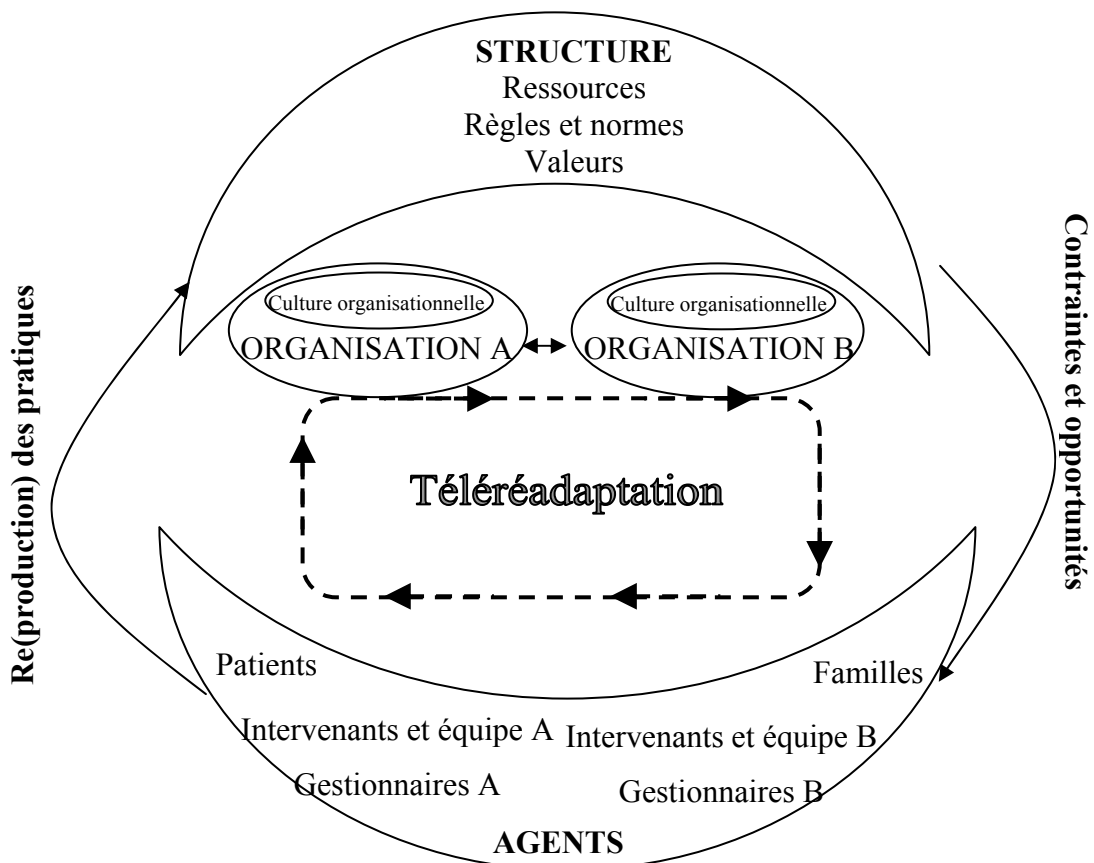 STRUCTURE
Ressources
Règles et normes
Valeurs
Re(production) des pratiques
Contraintes et opportunités
Culture organisationnelle
ORGANISATION A
Culture organisationnelle
ORGANISATION B
Téléréadaptation
Patients
Familles
Intervenants et équipe A
Intervenants et équipe B
Gestionnaires A
Gestionnaires B
AGENTS